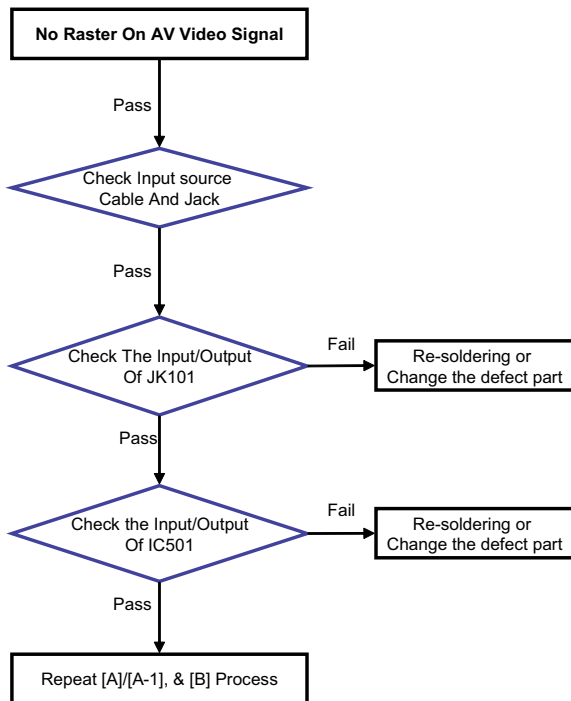 No Raster On AV Video Signal
Pass
Check Input source
Cable And Jack
Pass
Check The Input/Output
Of JK101
Fail
Re-soldering or
Change the defect part
Pass
Check the Input/Output
Of IC501
Fail
Re-soldering or
Change the defect part
Pass
Repeat [A]/[A-1], & [B] Process